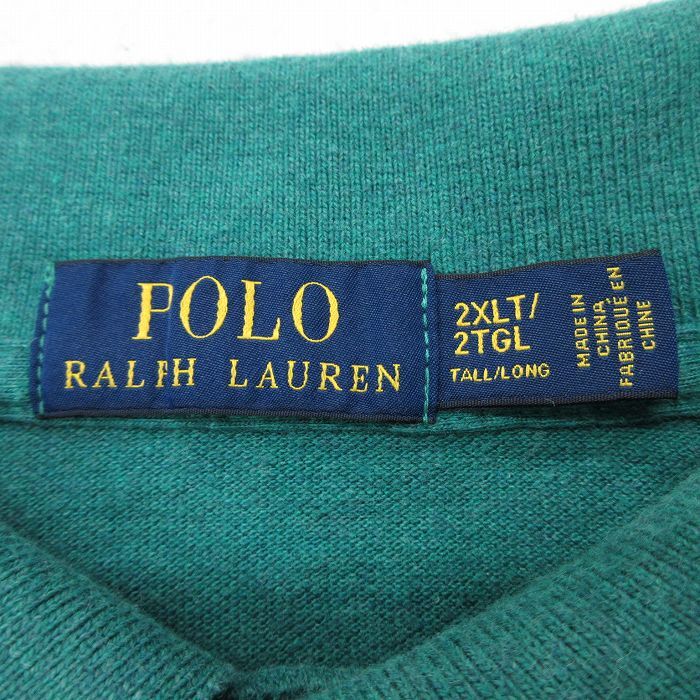 POLO
RALPH LAUREN
2XLT/
2TGL
TALL/LONG
MADE IN
CHINA
FABRIQUÉ EN
CHINE